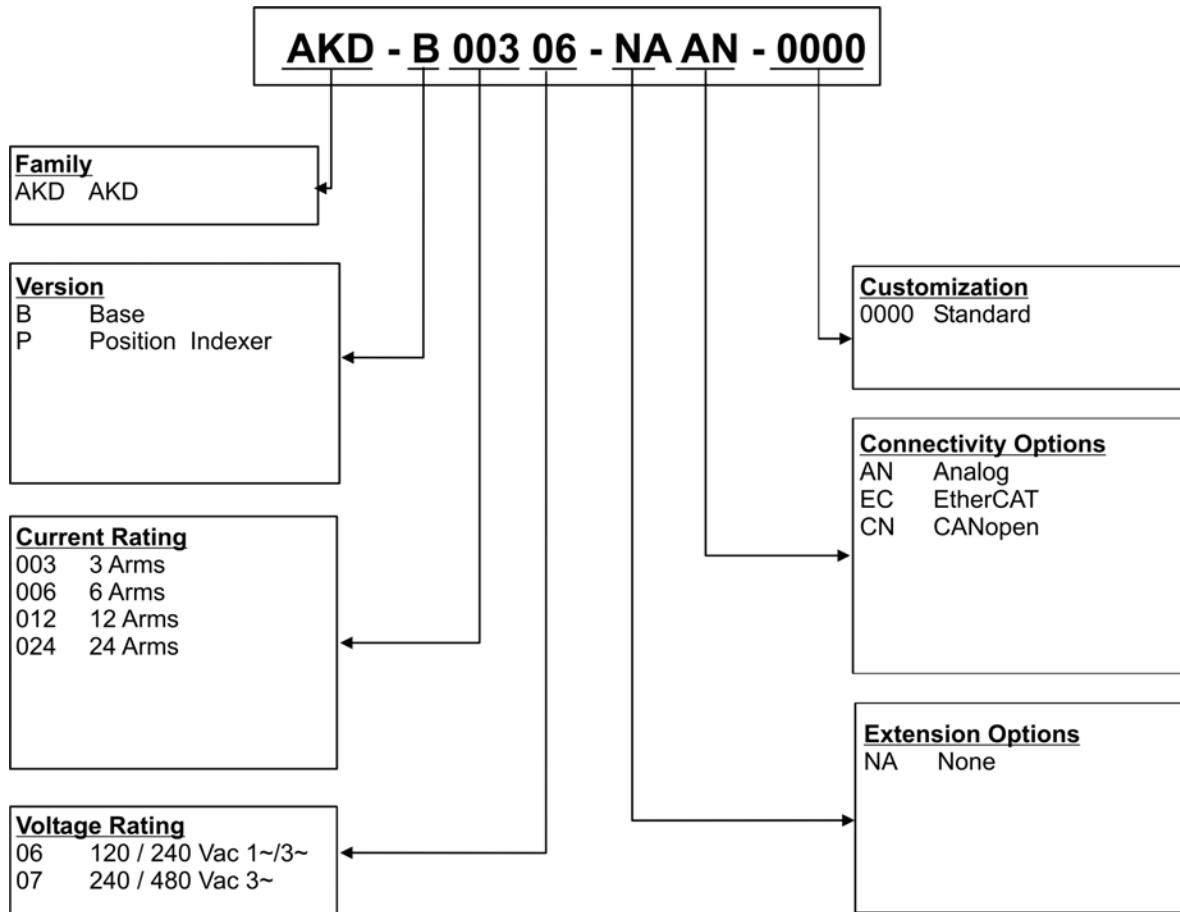 AKD - B 003 06 - NA AN - 0000
Family
AKD AKD
Version
B Base
P Position Indexer
Current Rating
003 3 Arms
006 6 Arms
012 12 Arms
024 24 Arms
Voltage Rating
06 120 / 240 Vac 1~/3~
07 240 / 480 Vac 3~
Customization
0000 Standard
Connectivity Options
AN Analog
EC EtherCAT
CN CANopen
Extension Options
NA None